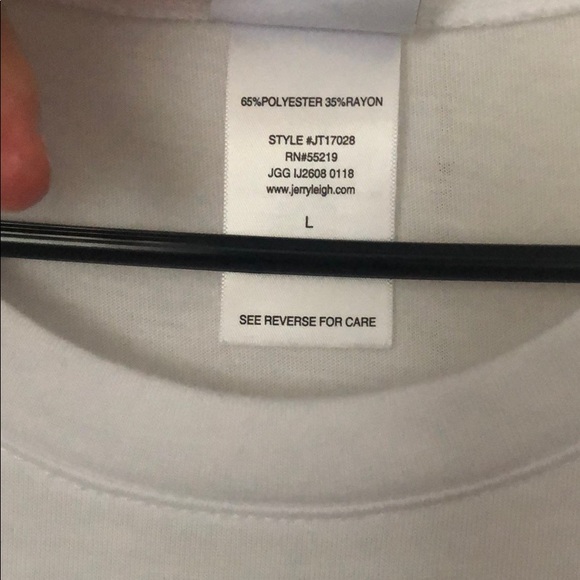 65%POLYESTER 35%RAYON
STYLE #JT17028
RN#55219
JGG IJ2608 0118
www.jerryleigh.com
L
SEE REVERSE FOR CARE